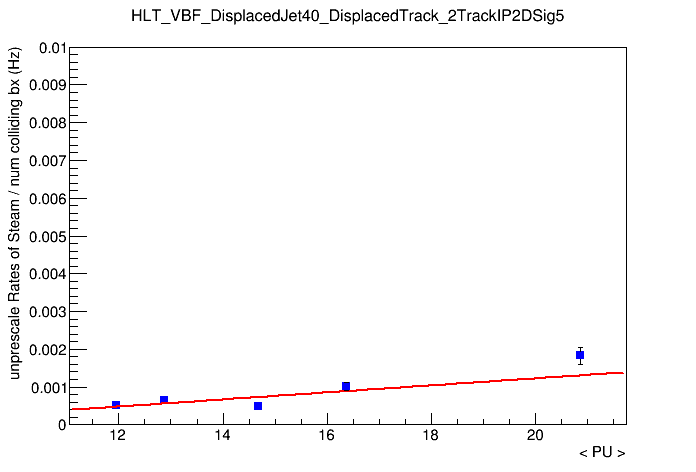 HLT_VBF_DisplacedJet40_DisplacedTrack_2TrackIP2DSig5
unprescale Rates of Steam / num colliding bx (Hz)
0.01
0.009
0.008
0.007
0.006
0.005
0.004
0.003
0.002
0.001
0
12 14 16 18 20
< PU >